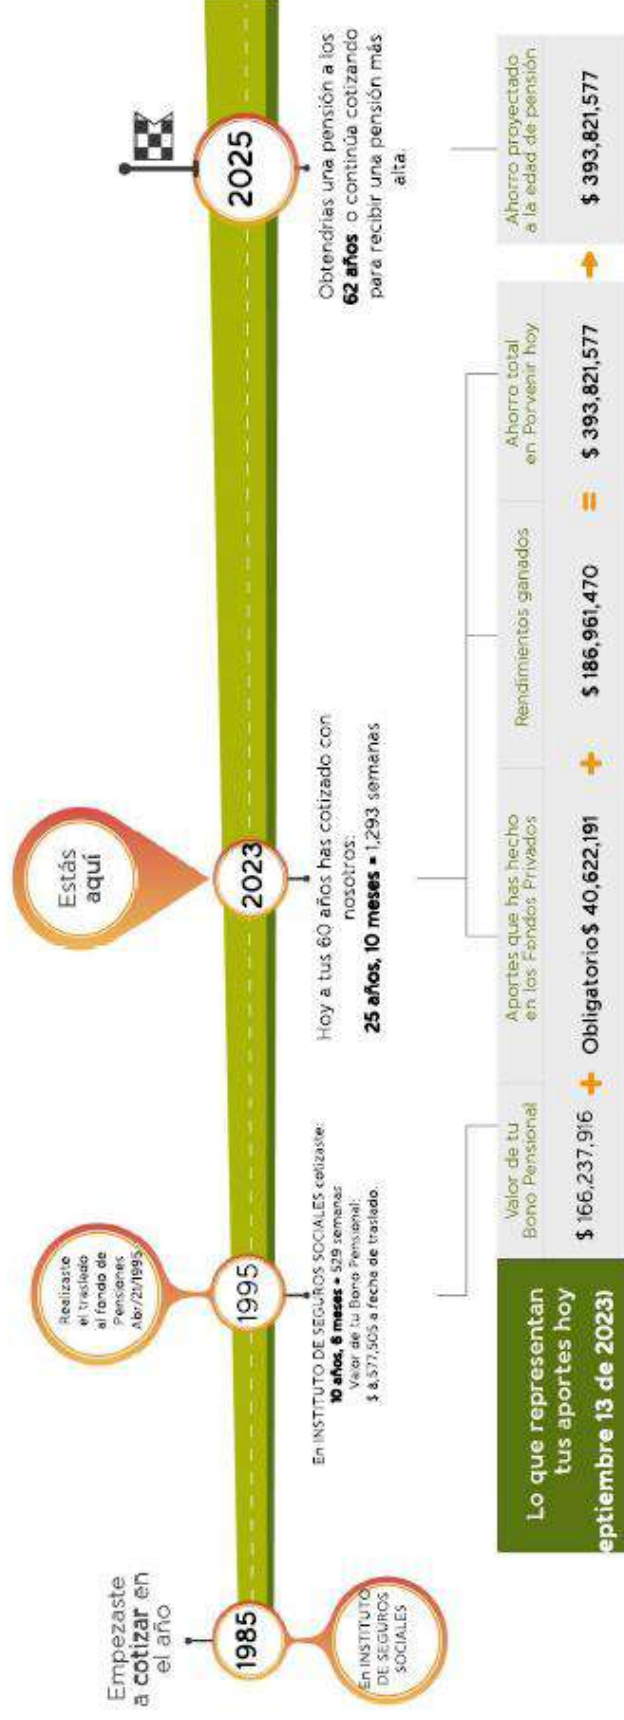 Empezaste
a cotizar en
el año
1985
En INSTITUTO
DE SEGUROS
SOCIALES
Realizaste
el traslado
al fondo de
Pensiones
Abr/21/1995
1995
En INSTITUTO DE SEGUROS SOCIALES cotizaste:
10 años, 6 meses = 529 semanas
Valor de tu Bono Pensional:
$ 8,577,505 a fecha de traslado.
Estás
aquí
2023
Hoy a tus 60 años has cotizado con
nosotros:
25 años, 10 meses = 1,293 semanas
2025
Obtendrías una pensión a los
62 años o continúa cotizando
para recibir una pensión más
alta.
Lo que representan
tus aportes hoy
eptiembre 13 de 2023)
Valor de tu
Bono Pensional
$ 166,237,916
+
Aportes que has hecho
en los Fondos Privados
Obligatorio$ 40,622,191
+
Rendimientos ganados
$ 186,961,470
=
Ahorro total
en Porvenir hoy
$ 393,821,577
Ahorro proyectado
a la edad de pensión
$ 393,821,577